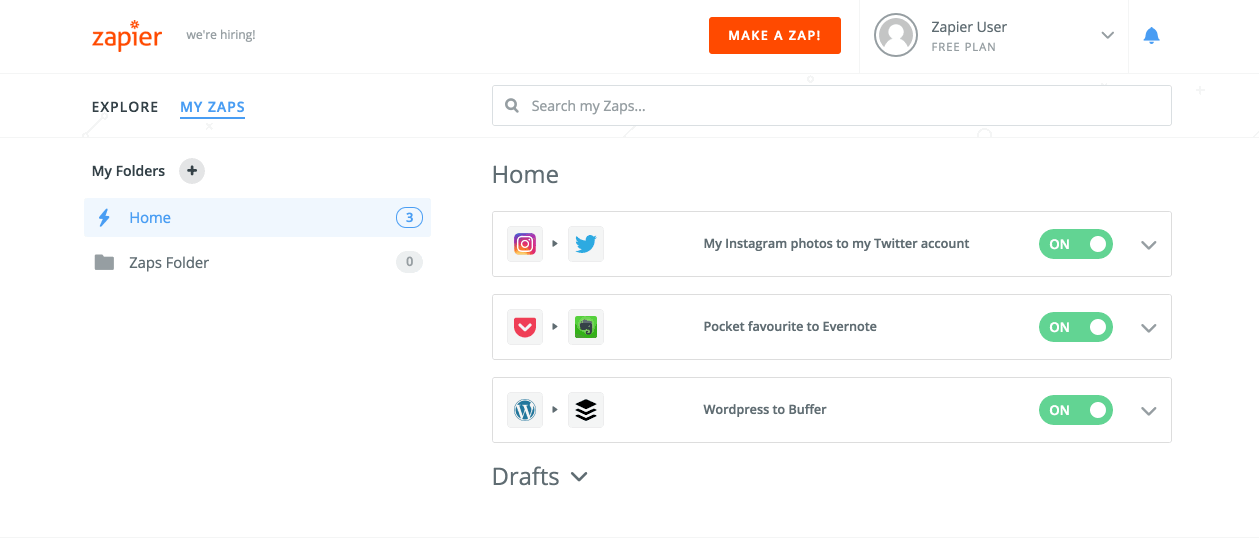 zapier we're hiring! MAKE A ZAP! Zapier User
FREE PLAN
EXPLORE MY ZAPS Search my Zaps...
My Folders +
Home 3
Zaps Folder 0
Home
My Instagram photos to my Twitter account ON
Pocket favourite to Evernote ON
Wordpress to Buffer ON
Drafts